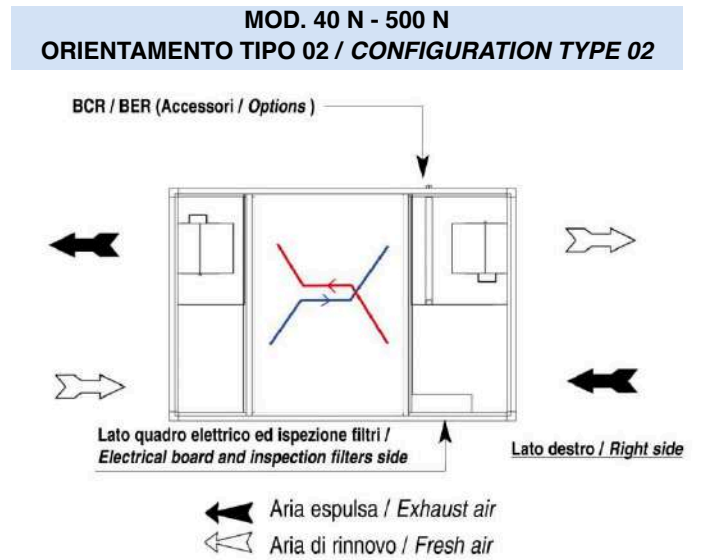 MOD. 40 N - 500 N
ORIENTAMENTO TIPO 02 / CONFIGURATION TYPE 02
BCR / BER (Accessori / Options )
Lato quadro elettrico ed ispezione filtri /
Electrical board and inspection filters side
Lato destro / Right side
Aria espulsa / Exhaust air
Aria di rinnovo / Fresh air